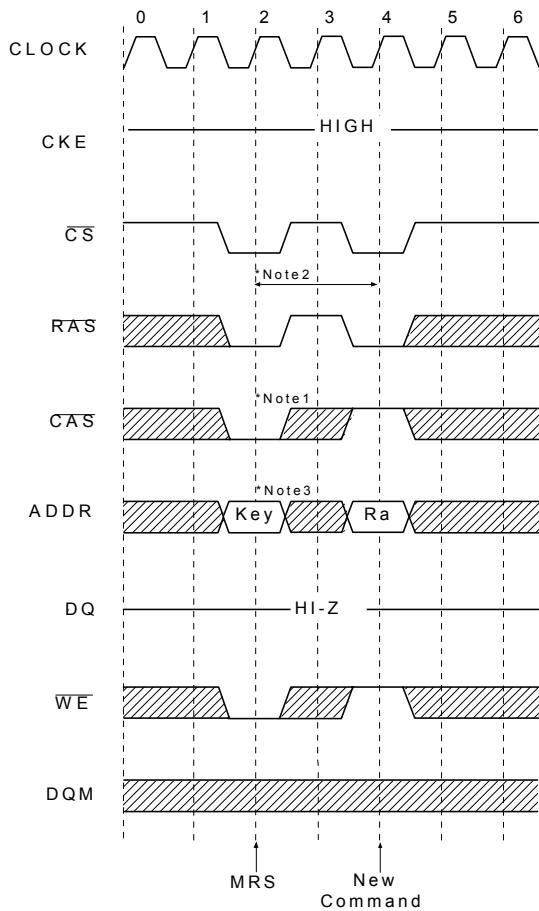 0 1 2 3 4 5 6
CLOCK
HIGH
CKE
CS
*Note2
RAS
*Note1
CAS
*Note3
ADDR
Key
Ra
DQ
HI-Z
WE
DQM
MRS
New
Command